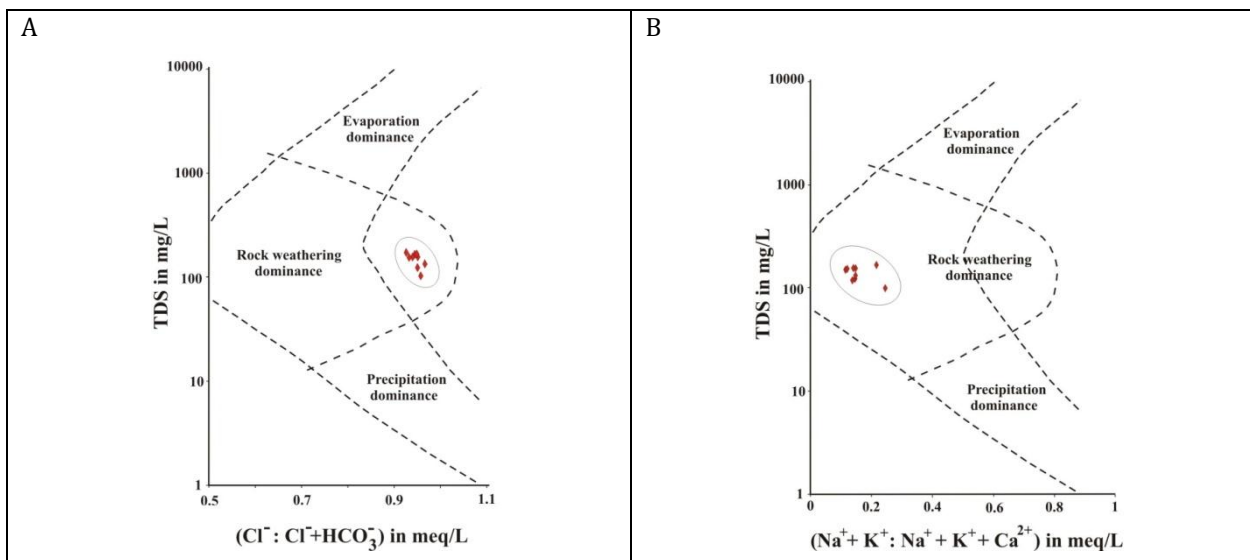 A
10000
1000
100
10
1
0.5
0.7
0.9
1.1
TDS in mg/L
Evaporation
dominance
Rock weathering
dominance
Precipitation
dominance
(Cl⁻ : Cl⁻+HCO₃⁻) in meq/L
B
10000
1000
100
10
1
0
0.2
0.4
0.6
0.8
1
TDS in mg/L
Evaporation
dominance
Rock weathering
dominance
Precipitation
dominance
(Na⁺+ K⁺: Na⁺ + K⁺+ Ca²⁺) in meq/L